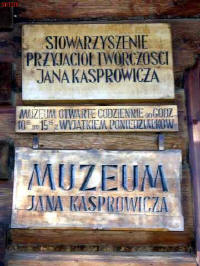 STOWARZYSZENIE
PRZYJACIÓŁ TWÓRCZOŚCI
JANA KASPROWICZA
MUZEUM OTWARTE CODZIENNIE OD GODZ
10 DO 15 Z WYJĄTKIEM PONIEDZIAŁKÓW
MUZEUM
JANA KASPROWICZA